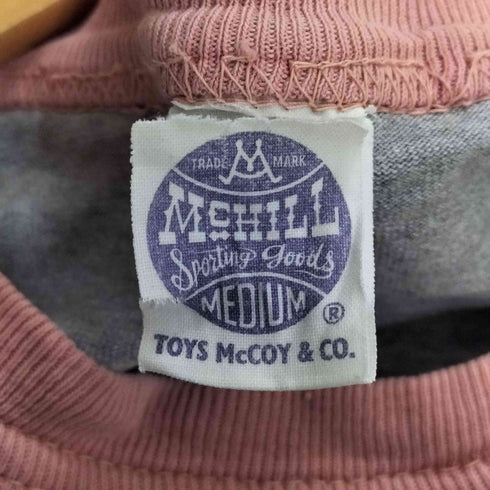 TRADE MARK
McHILL
Sporting Goods
MEDIUM
®
TOYS McCOY & CO.